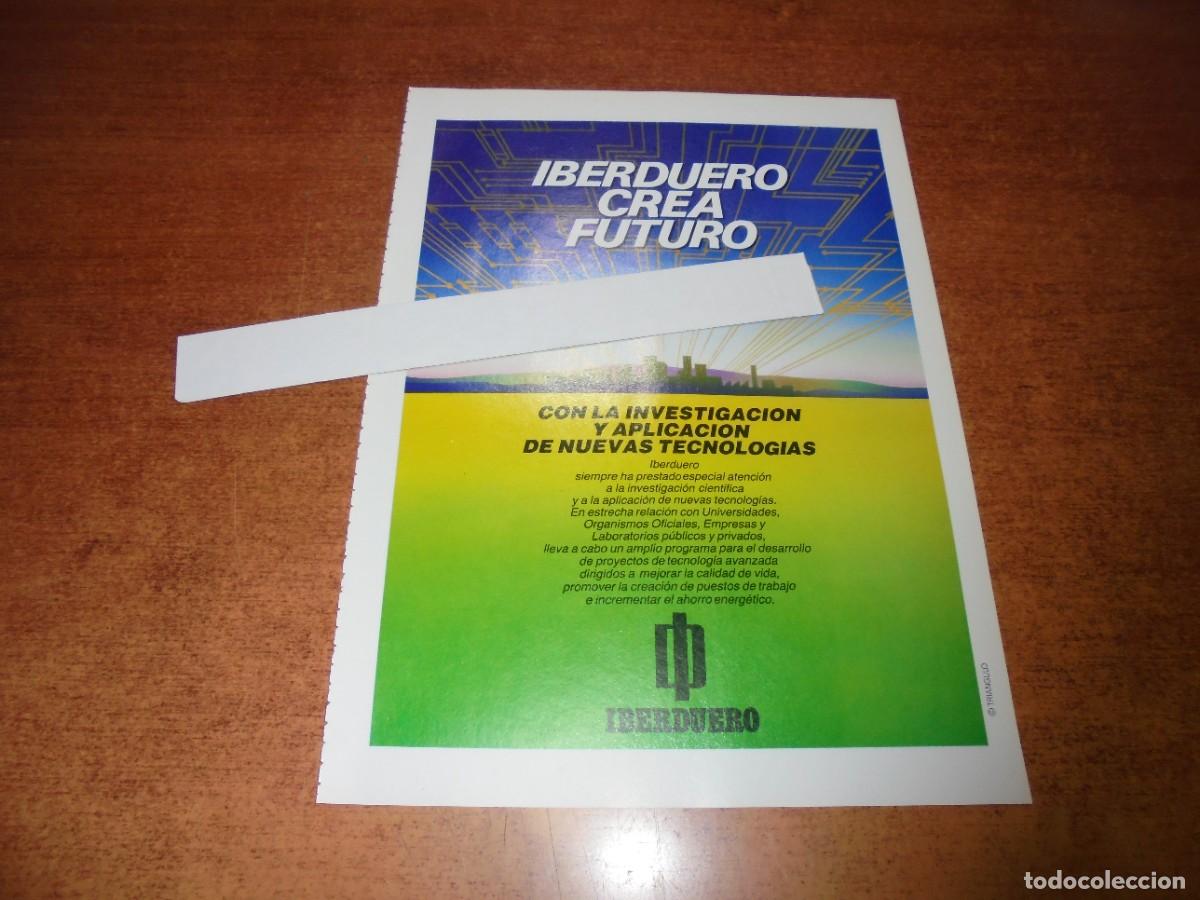 IBERDUERO
CREA
FUTURO
CON LA INVESTIGACION
Y APLICACION
DE NUEVAS TECNOLOGIAS
Iberduero
siempre ha prestado especial atención
a la investigación científica
y a la aplicación de nuevas tecnologías.
En estrecha relación con Universidades,
Organismos Oficiales, Empresas y
Laboratorios públicos y privados,
lleva a cabo un amplio programa para el desarrollo
de proyectos de tecnología avanzada
dirigidos a mejorar la calidad de vida,
promover la creación de puestos de trabajo
e incrementar el ahorro energético.
IBERDUERO
© TRIANGULO
todocoleccion